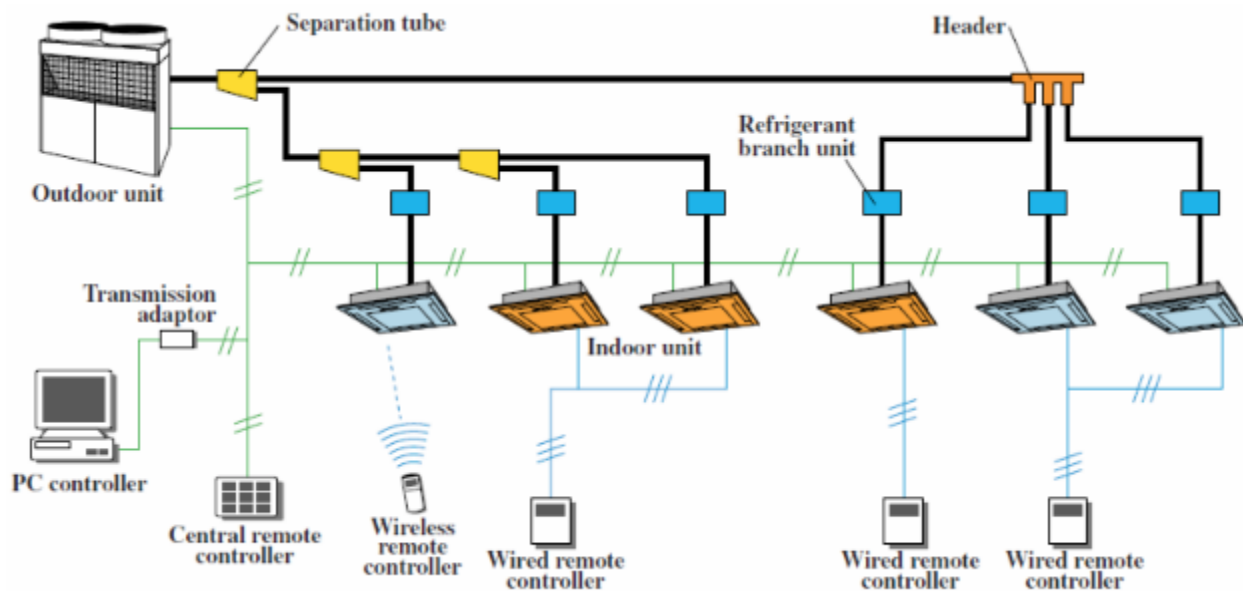 Separation tube
Header
Refrigerant
branch unit
Outdoor unit
Transmission
adaptor
Indoor unit
PC controller
Central remote
controller
Wireless
remote
controller
Wired remote
controller
Wired remote
controller
Wired remote
controller